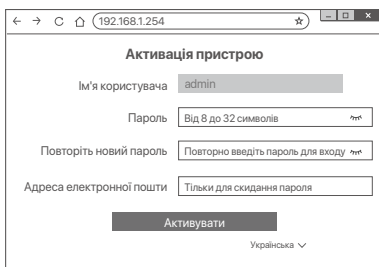 192.168.1.254
Активація пристрою
Ім'я користувача admin
Пароль Від 8 до 32 символів
Повторіть новий пароль Повторно введіть пароль для входу
Адреса електронної пошти Тільки для скидання пароля
Активувати
Українська